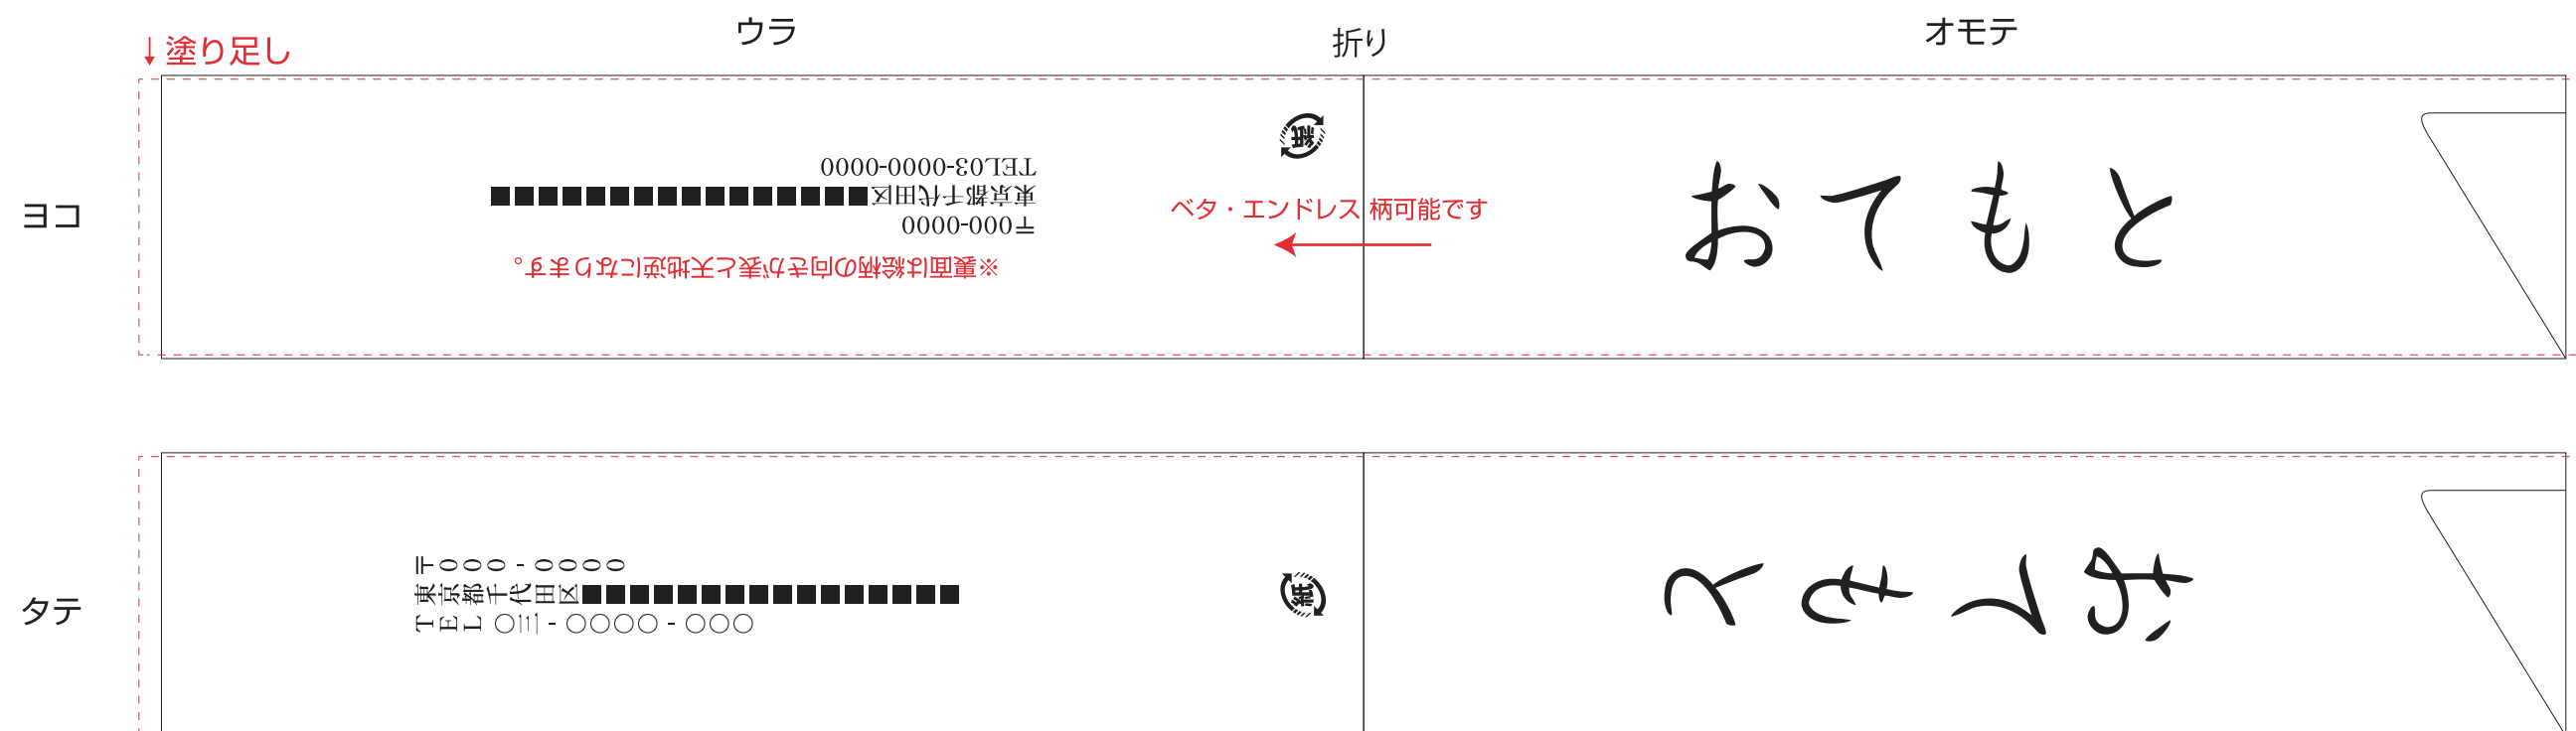 ウラ
折り
オモテ
↓塗り足し
ヨコ
紙
TEL03-0000-0000
東京都千代田区■■■■■■■■■■■■■■■■
〒000-0000
※裏面は絵柄の向きが表と天地逆になります。
ベタ・エンドレス 柄可能です
おてもと
タテ
〒000-0000
東京都千代田区■■■■■■■■■■■■■■■■
TEL〇三-〇〇〇〇-〇〇〇
紙
おてもと